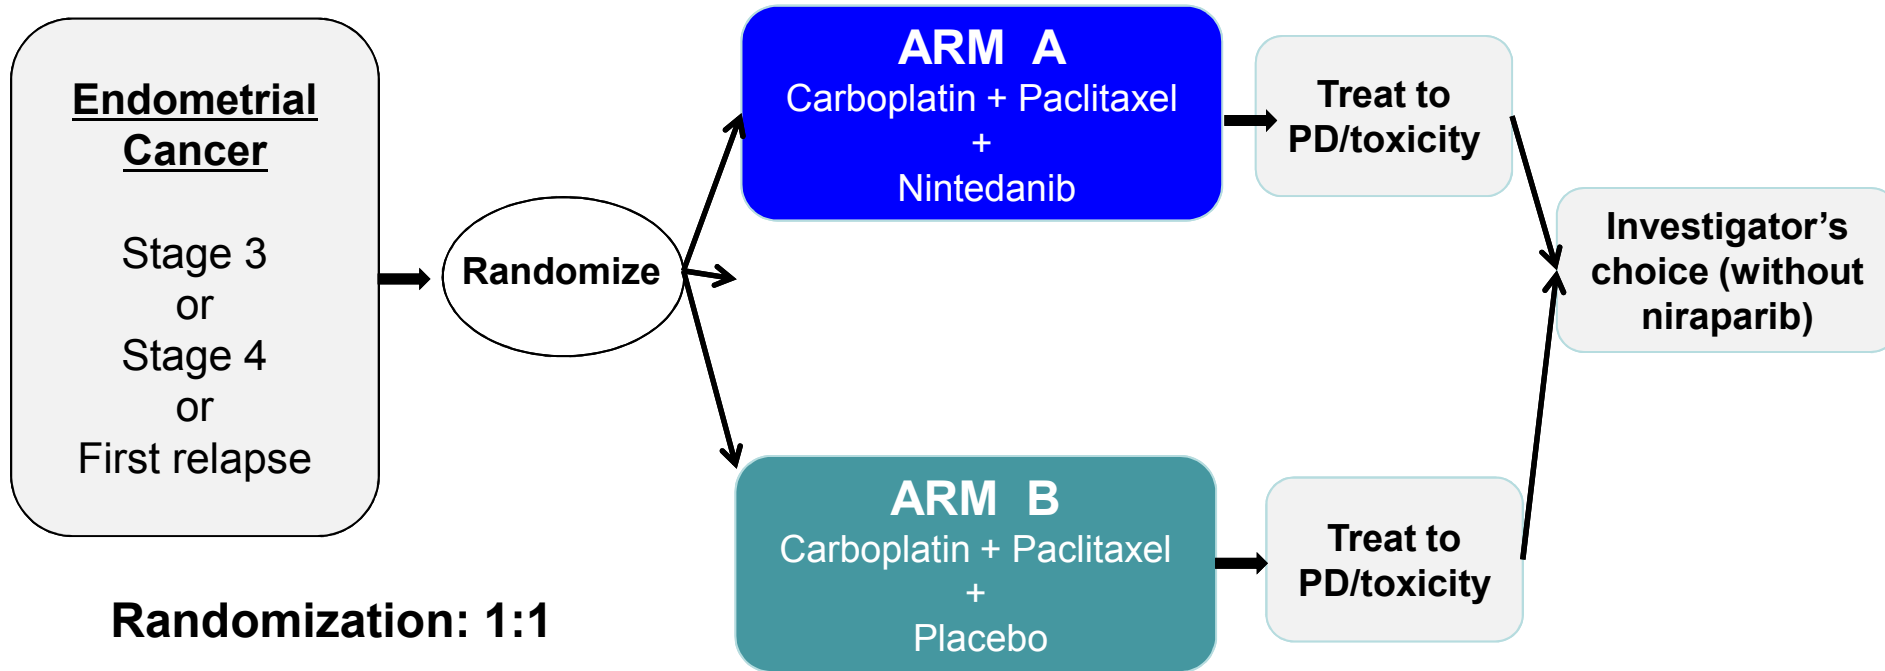 Endometrial
Cancer
Stage 3
or
Stage 4
or
First relapse
Randomization: 1:1
Randomize
ARM A
Carboplatin + Paclitaxel
+
Nintedanib
Treat to
PD/toxicity
ARM B
Carboplatin + Paclitaxel
+
Placebo
Treat to
PD/toxicity
Investigator’s
choice (without
niraparib)